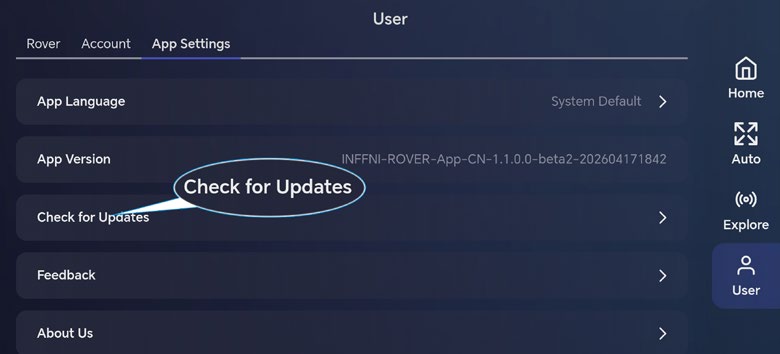 User
Rover
Account
App Settings
App Language
System Default
App Version
INFFNI-ROVER-App-CN-1.1.0.0-beta2-202604171842
Check for Updates
Check for Updates
Feedback
About Us
Home
Auto
Explore
User